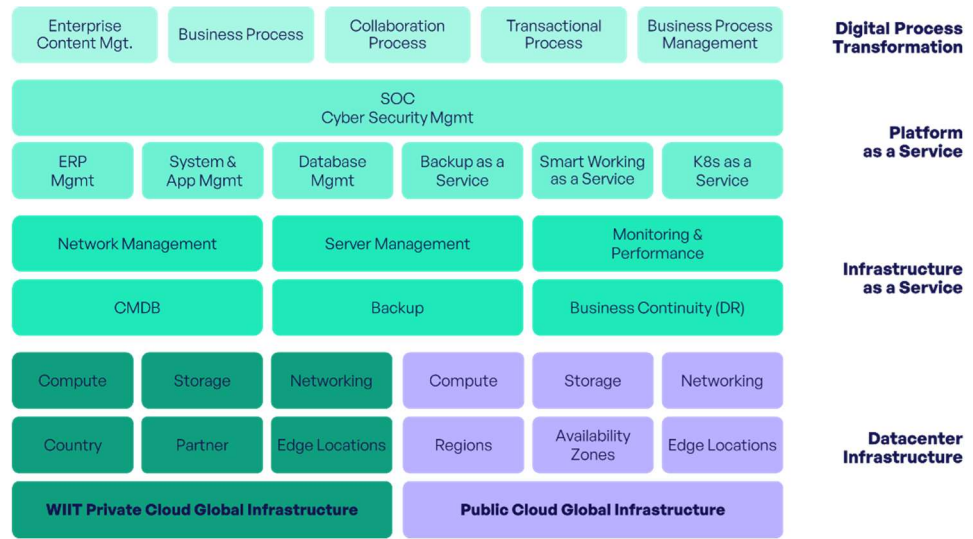 Enterprise
Content Mgt.
Business Process
Collaboration
Process
Transactional
Process
Business Process
Management
Digital Process
Transformation
SOC
Cyber Security Mgmt
Platform
as a Service
ERP
Mgmt
System &
App Mgmt
Database
Mgmt
Backup as a
Service
Smart Working
as a Service
K8s as a
Service
Network Management
Server Management
Monitoring &
Performance
Infrastructure
as a Service
CMDB
Backup
Business Continuity (DR)
Compute
Storage
Networking
Compute
Storage
Networking
Country
Partner
Edge Locations
Regions
Availability
Zones
Edge Locations
Datacenter
Infrastructure
WIIT Private Cloud Global Infrastructure
Public Cloud Global Infrastructure